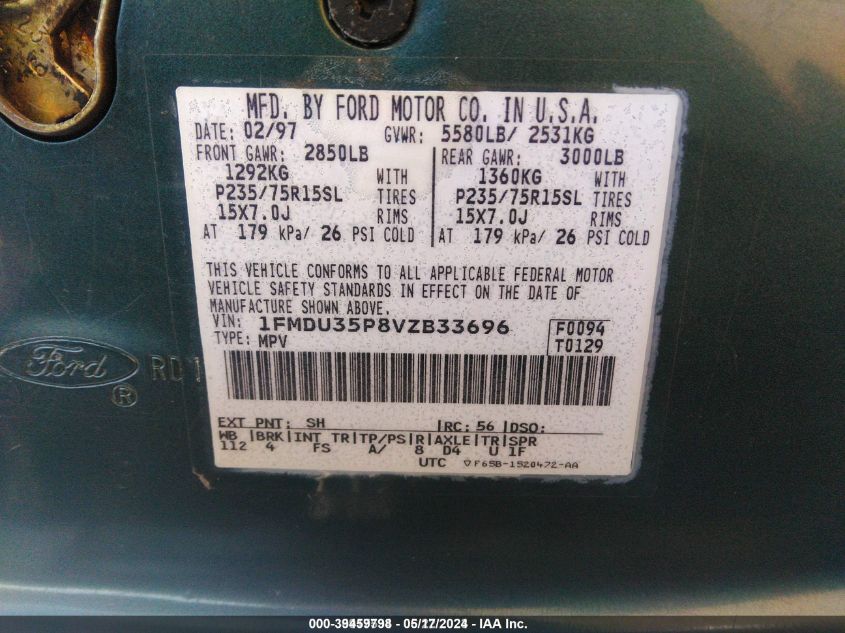 MFD. BY FORD MOTOR CO. IN U.S.A.
DATE: 02/97 GVWR: 5580LB/ 2531KG
FRONT GAWR: 2850LB REAR GAWR: 3000LB
1292KG WITH 1360KG WITH
P235/75R15SL TIRES P235/75R15SL TIRES
15X7.0J RIMS 15X7.0J RIMS
AT 179 kPa/ 26 PSI COLD AT 179 kPa/ 26 PSI COLD
THIS VEHICLE CONFORMS TO ALL APPLICABLE FEDERAL MOTOR
VEHICLE SAFETY STANDARDS IN EFFECT ON THE DATE OF
MANUFACTURE SHOWN ABOVE.
VIN: 1FMDU35P8VZB33696 F0094
TYPE: MPV T0129
Ford ®
EXT PNT: SH RC: 56 DSO:
WB BRK INT TR TP/PS R AXLE TR SPR
112 4 FS A/ 8 D4 U 1F
UTC ▽F65B-1520472-AA
000-39459798 - 05/17/2024 - IAA Inc.